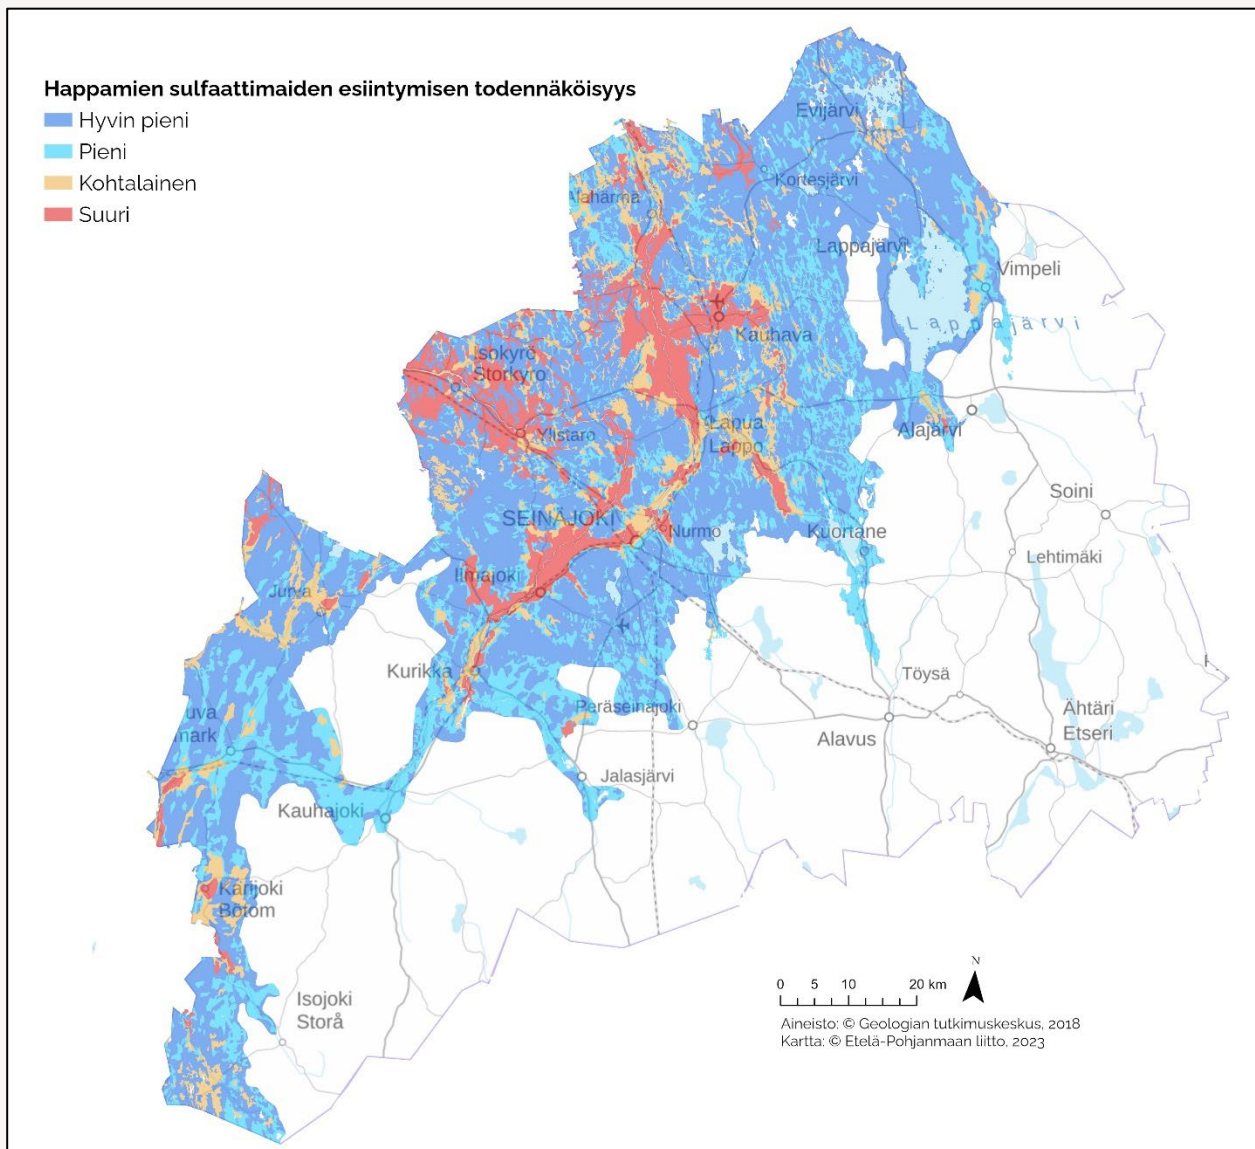 Happamien sulfaattimaiden esiintymisen todennäköisyys
Hyvin pieni
Pieni
Kohtalainen
Suuri
Evijärvi
Kortesjärvi
Alahärmä
Lappajärvi
Vimpeli
Lappajärvi
Kauhava
Isokyrö
Storkyro
Ylistaro
Lapua
Lappo
Alajärvi
Soini
SEINÄJOKI
Nurmo
Kuortane
Lehtimäki
Ilmajoki
Jurva
Kurikka
Töysä
Peräseinäjoki
Ähtäri
Etseri
uva
mark
Alavus
Jalasjärvi
Kauhajoki
Karijoki
Bötom
Isojoki
Storå
N
0 5 10 20 km
Aineisto: © Geologian tutkimuskeskus, 2018
Kartta: © Etelä-Pohjanmaan liitto, 2023